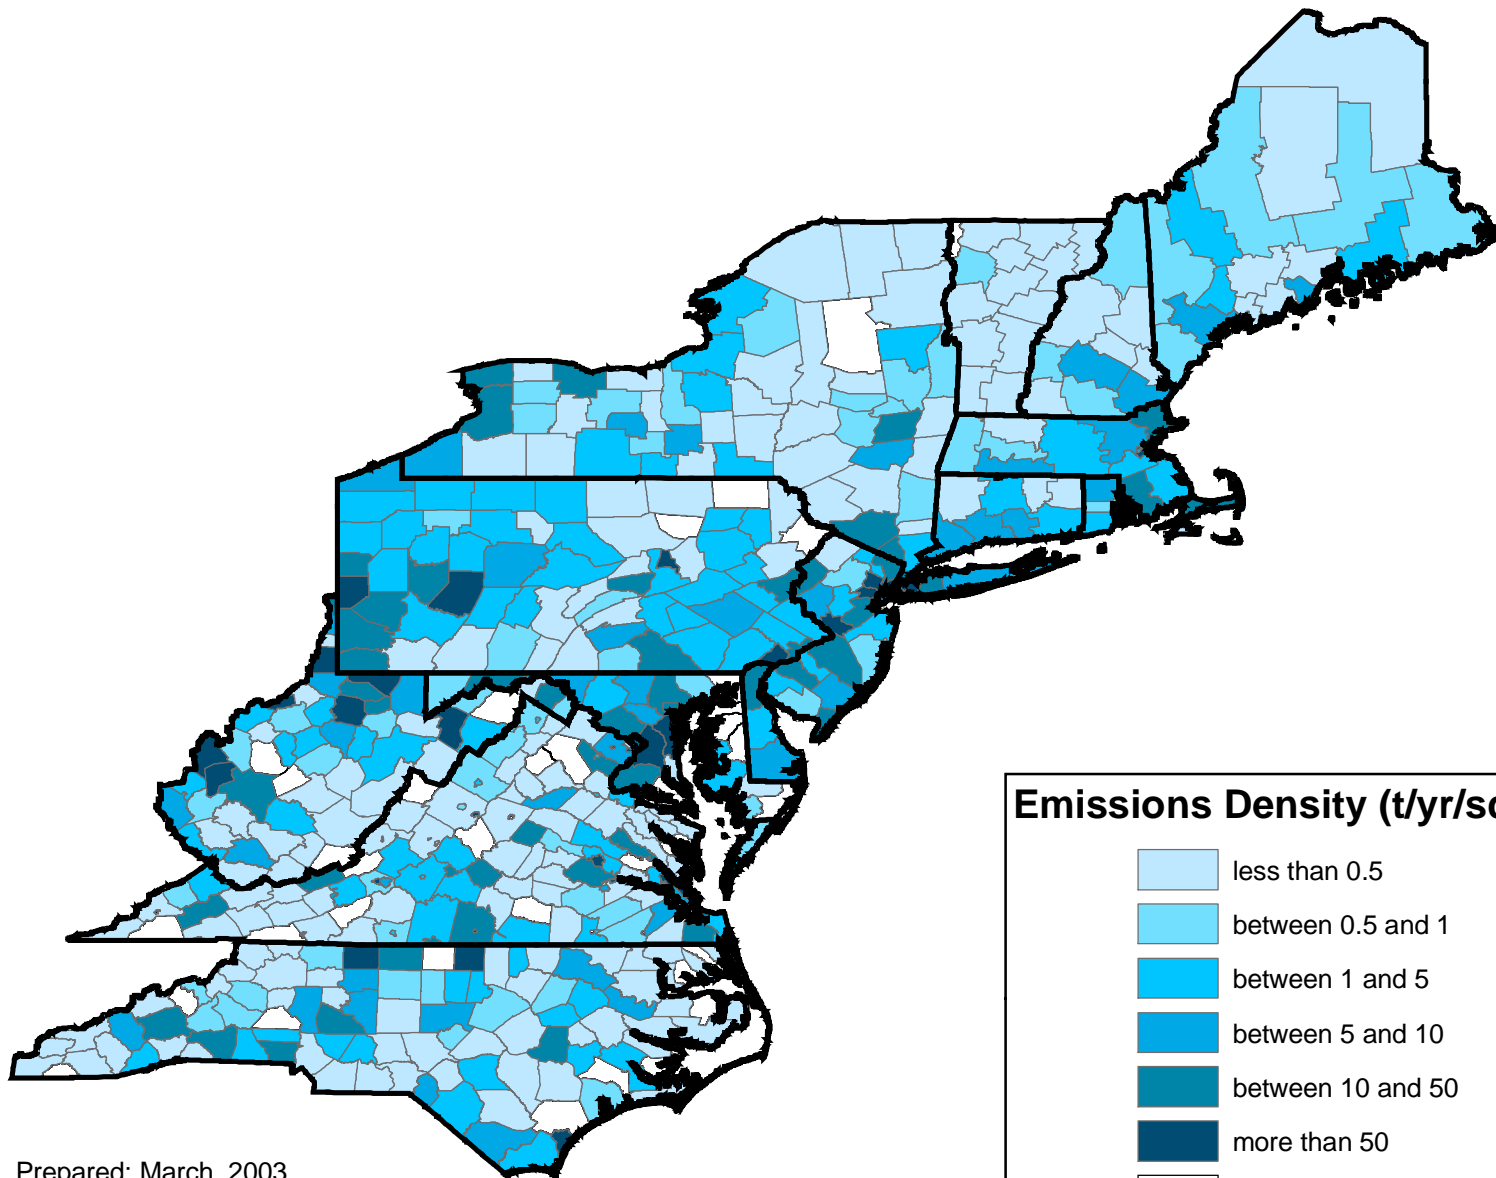 Emissions Density (t/yr/sq
less than 0.5
between 0.5 and 1
between 1 and 5
between 5 and 10
between 10 and 50
more than 50
Prepared: March, 2003